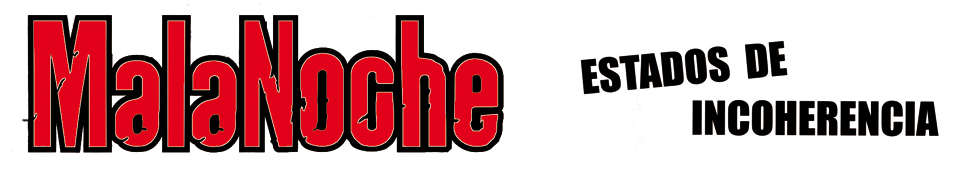 MalaNoche
ESTADOS DE
INCOHERENCIA